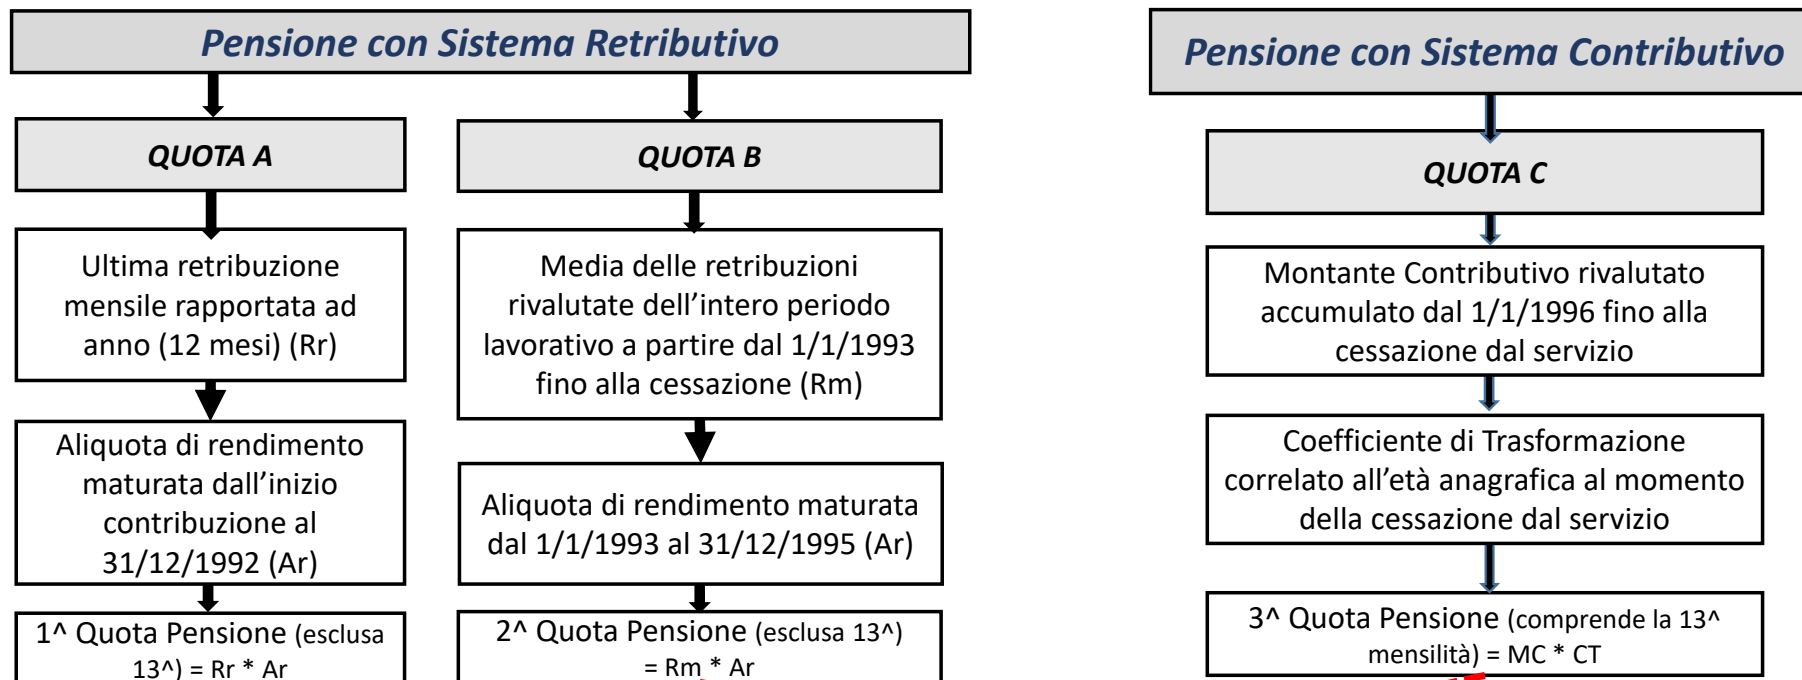 Pensione con Sistema Retributivo
QUOTA A
Ultima retribuzione
mensile rapportata ad
anno (12 mesi) (Rr)
Aliquota di rendimento
maturata dall’inizio
contribuzione al
31/12/1992 (Ar)
1^ Quota Pensione (esclusa
13^) = Rr * Ar
QUOTA B
Media delle retribuzioni
rivalutate dell’intero periodo
lavorativo a partire dal 1/1/1993
fino alla cessazione (Rm)
Aliquota di rendimento maturata
dal 1/1/1993 al 31/12/1995 (Ar)
2^ Quota Pensione (esclusa 13^)
= Rm * Ar
Pensione con Sistema Contributivo
QUOTA C
Montante Contributivo rivalutato
accumulato dal 1/1/1996 fino alla
cessazione dal servizio
Coefficiente di Trasformazione
correlato all’età anagrafica al momento
della cessazione dal servizio
3^ Quota Pensione (comprende la 13^
mensilità) = MC * CT